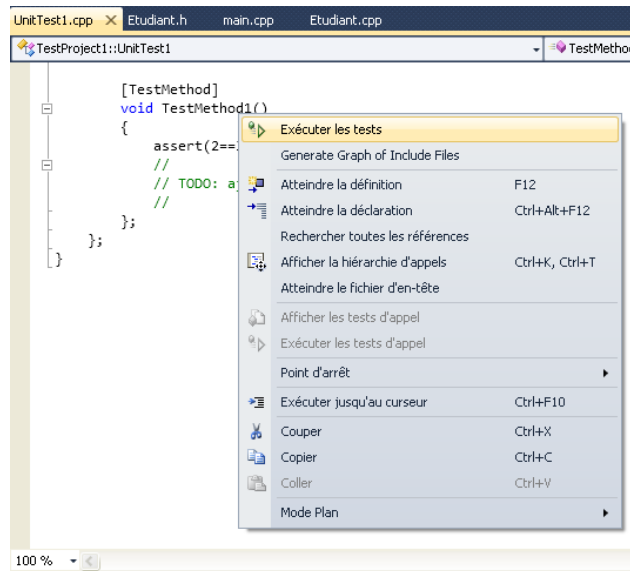 UnitTest1.cpp Etudiant.h main.cpp Etudiant.cpp
TestProject1::UnitTest1
[TestMethod]
void TestMethod1()
{
assert(2==
//
// TODO:
//
};
};
}
Exécuter les tests
Generate Graph of Include Files
Atteindre la définition F12
Atteindre la déclaration Ctrl+Alt+F12
Rechercher toutes les références
Afficher la hiérarchie d'appels Ctrl+K, Ctrl+T
Atteindre le fichier d'en-tête
Afficher les tests d'appel
Exécuter les tests d'appel
Point d'arrêt
Exécuter jusqu'au curseur Ctrl+F10
Couper Ctrl+X
Copier Ctrl+C
Coller Ctrl+V
Mode Plan
100 %